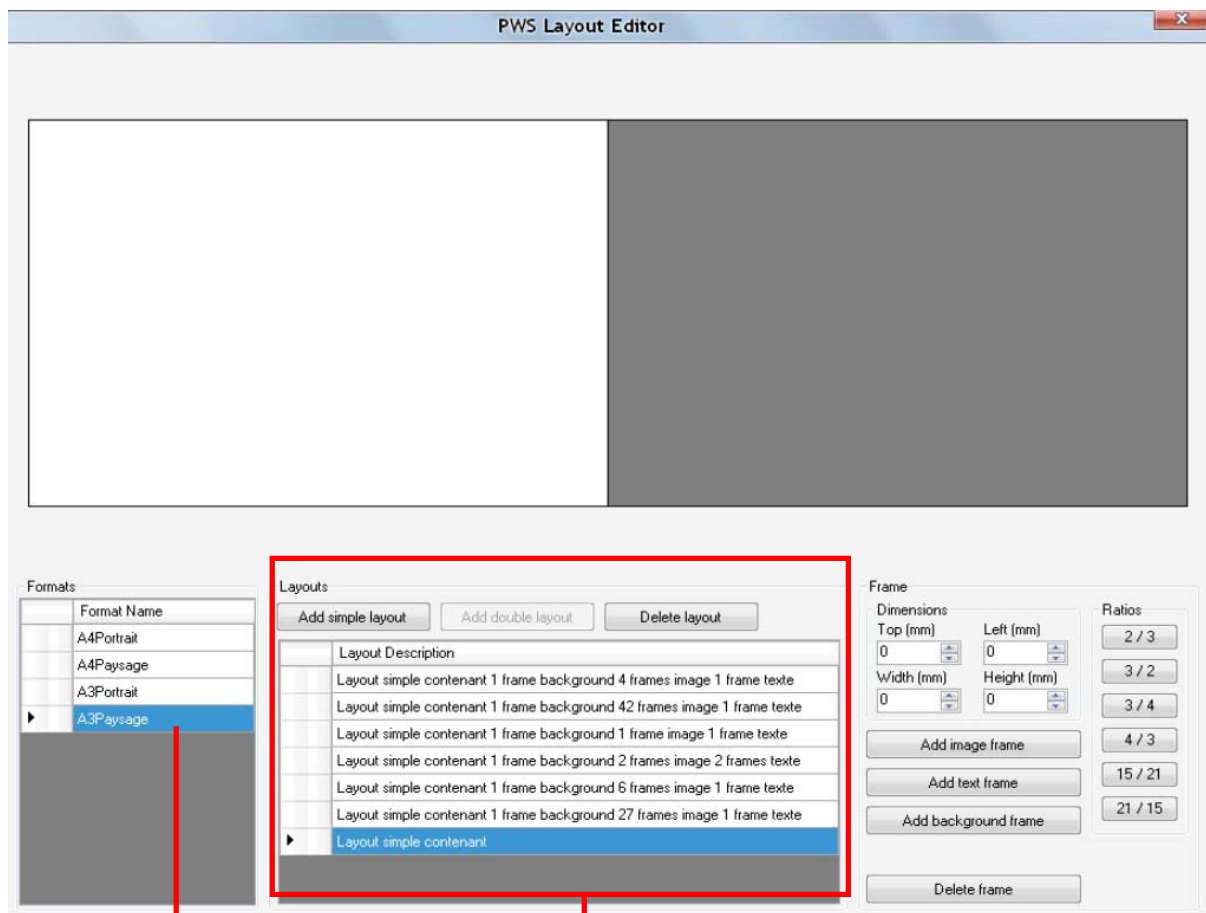 PWS Layout Editor
x
Formats
Format Name
A4Portrait
A4Paysage
A3Portrait
A3Paysage
Layouts
Add simple layout
Add double layout
Delete layout
Layout Description
Layout simple contenant 1 frame background 4 frames image 1 frame texte
Layout simple contenant 1 frame background 42 frames image 1 frame texte
Layout simple contenant 1 frame background 1 frame image 1 frame texte
Layout simple contenant 1 frame background 2 frames image 2 frames texte
Layout simple contenant 1 frame background 6 frames image 1 frame texte
Layout simple contenant 1 frame background 27 frames image 1 frame texte
Layout simple contenant
Frame
Dimensions
Top (mm) Left (mm)
0 0
Width (mm) Height (mm)
0 0
Add image frame
Add text frame
Add background frame
Delete frame
Ratios
2 / 3
3 / 2
3 / 4
4 / 3
15 / 21
21 / 15